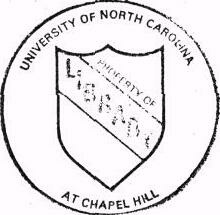 UNIVERSITY OF NORTH CAROLINA
PROPERTY OF
LIBRARY
AT CHAPEL HILL